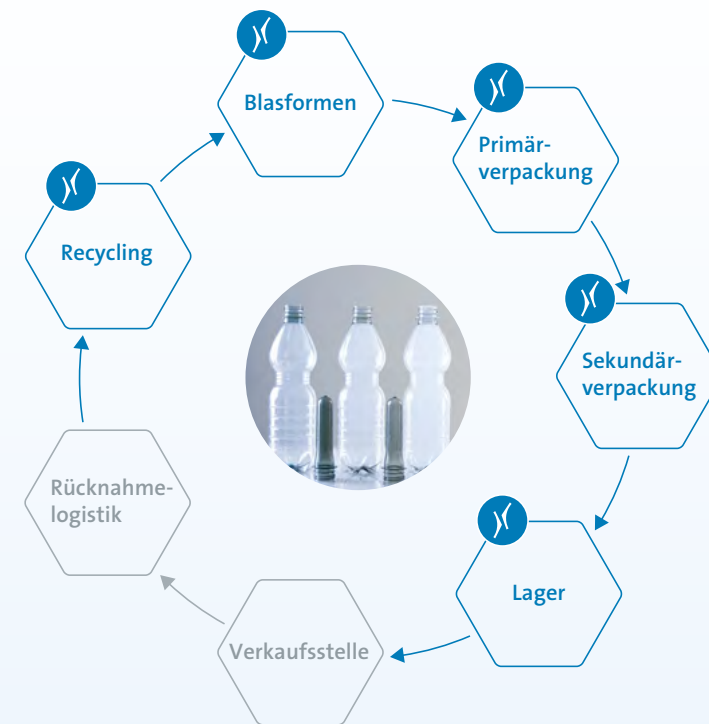 Blasformen
Primär-
verpackung
Sekundär-
verpackung
Lager
Verkaufsstelle
Rücknahme-
logistik
Recycling